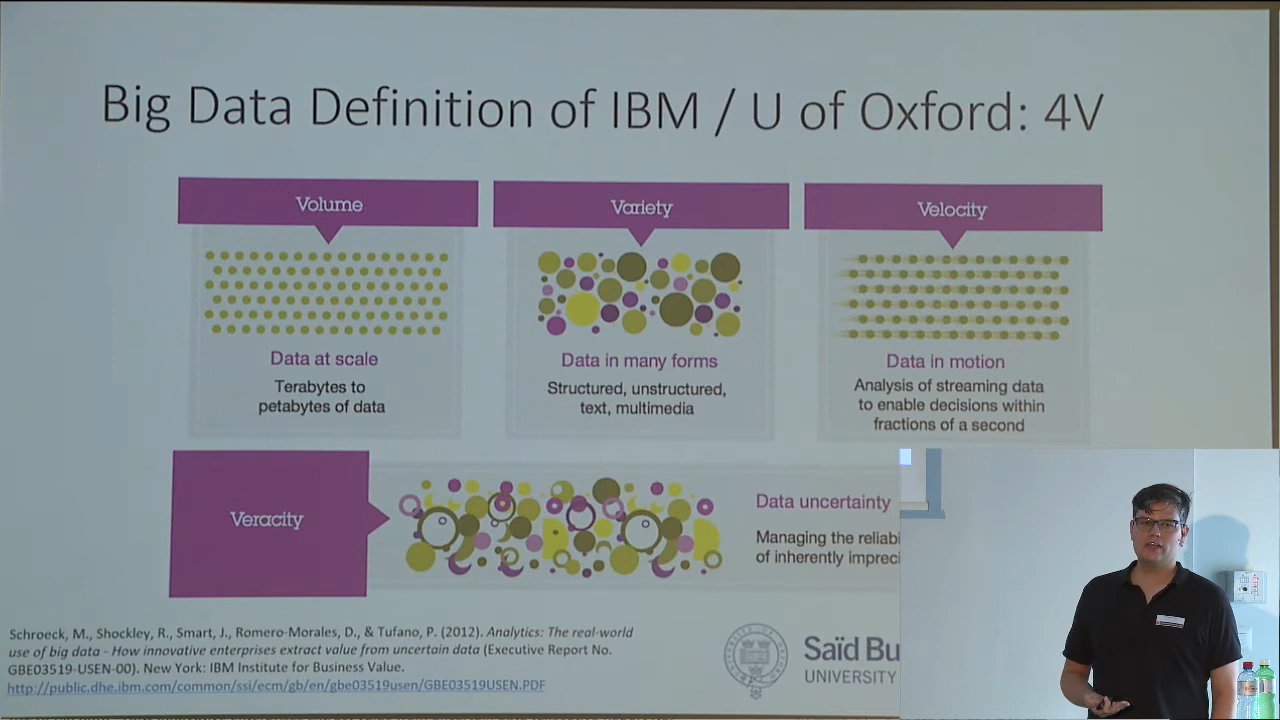 Big Data Definition of IBM / U of Oxford: 4V
Volume
Variety
Velocity
Data at scale
Terabytes to
petabytes of data
Data in many forms
Structured, unstructured,
text, multimedia
Data in motion
Analysis of streaming data
to enable decisions within
fractions of a second
Veracity
Data uncertainty
Managing the reliabi
of inherently impreci
Schroeck, M., Shockley, R., Smart, J., Romero-Morales, D., & Tufano, P. (2012). Analytics: The real-world
use of big data - How innovative enterprises extract value from uncertain data (Executive Report No.
GBE03519-USEN-00). New York: IBM Institute for Business Value.
http://public.dhe.ibm.com/common/ssi/ecm/gb/en/gbe03519usen/GBE03519USEN.PDF
Saïd Bu
UNIVERSITY